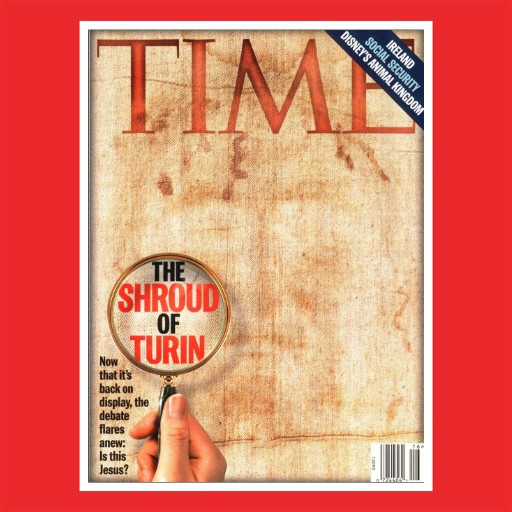 TIME
IRELAND
SOCIAL SECURITY
DISNEY'S ANIMAL KINGDOM
THE
SHROUD
OF
TURIN
Now
that it's
back on
display, the
debate
flares
anew:
Is this
Jesus?
16>